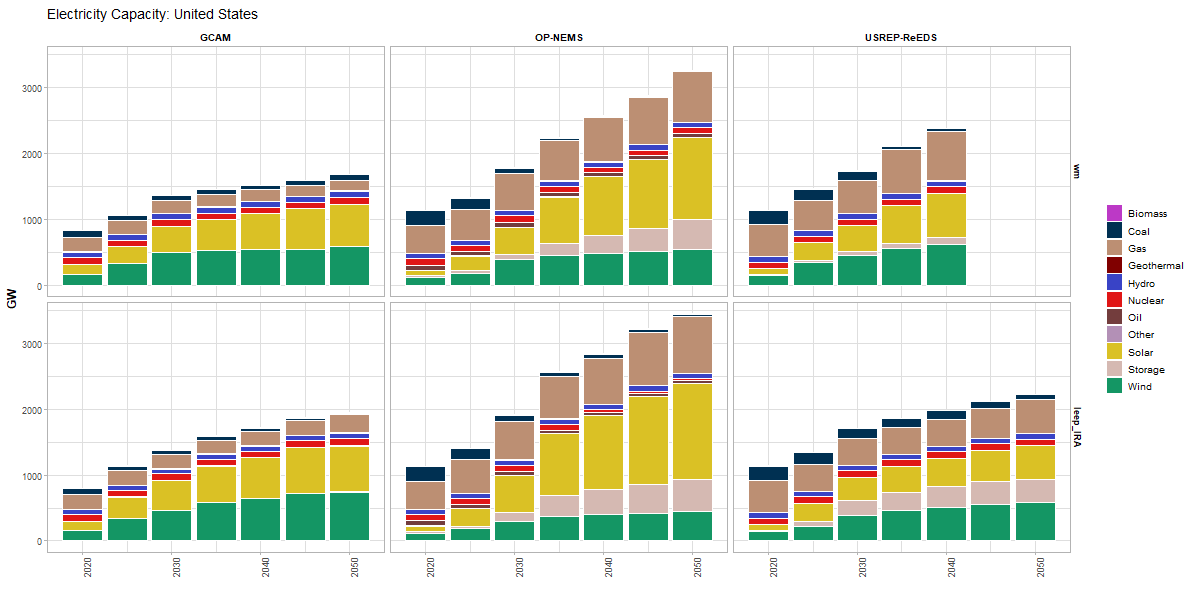 Electricity Capacity: United States
GCAM
OP-NEMS
USREP-ReEDS
3000
2000
1000
0
wm
GW
3000
2000
1000
0
leep_IRA
2020
2030
2040
2050
2020
2030
2040
2050
2020
2030
2040
2050
Biomass
Coal
Gas
Geothermal
Hydro
Nuclear
Oil
Other
Solar
Storage
Wind